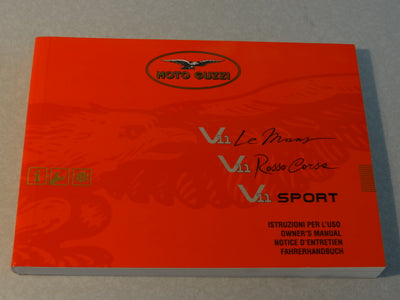 MOTO GUZZI
V11 Le Mans
V11 Rosso Corsa
V11 SPORT
ISTRUZIONI PER L'USO
OWNER'S MANUAL
NOTICE D'ENTRETIEN
FAHRERHANDBUCH